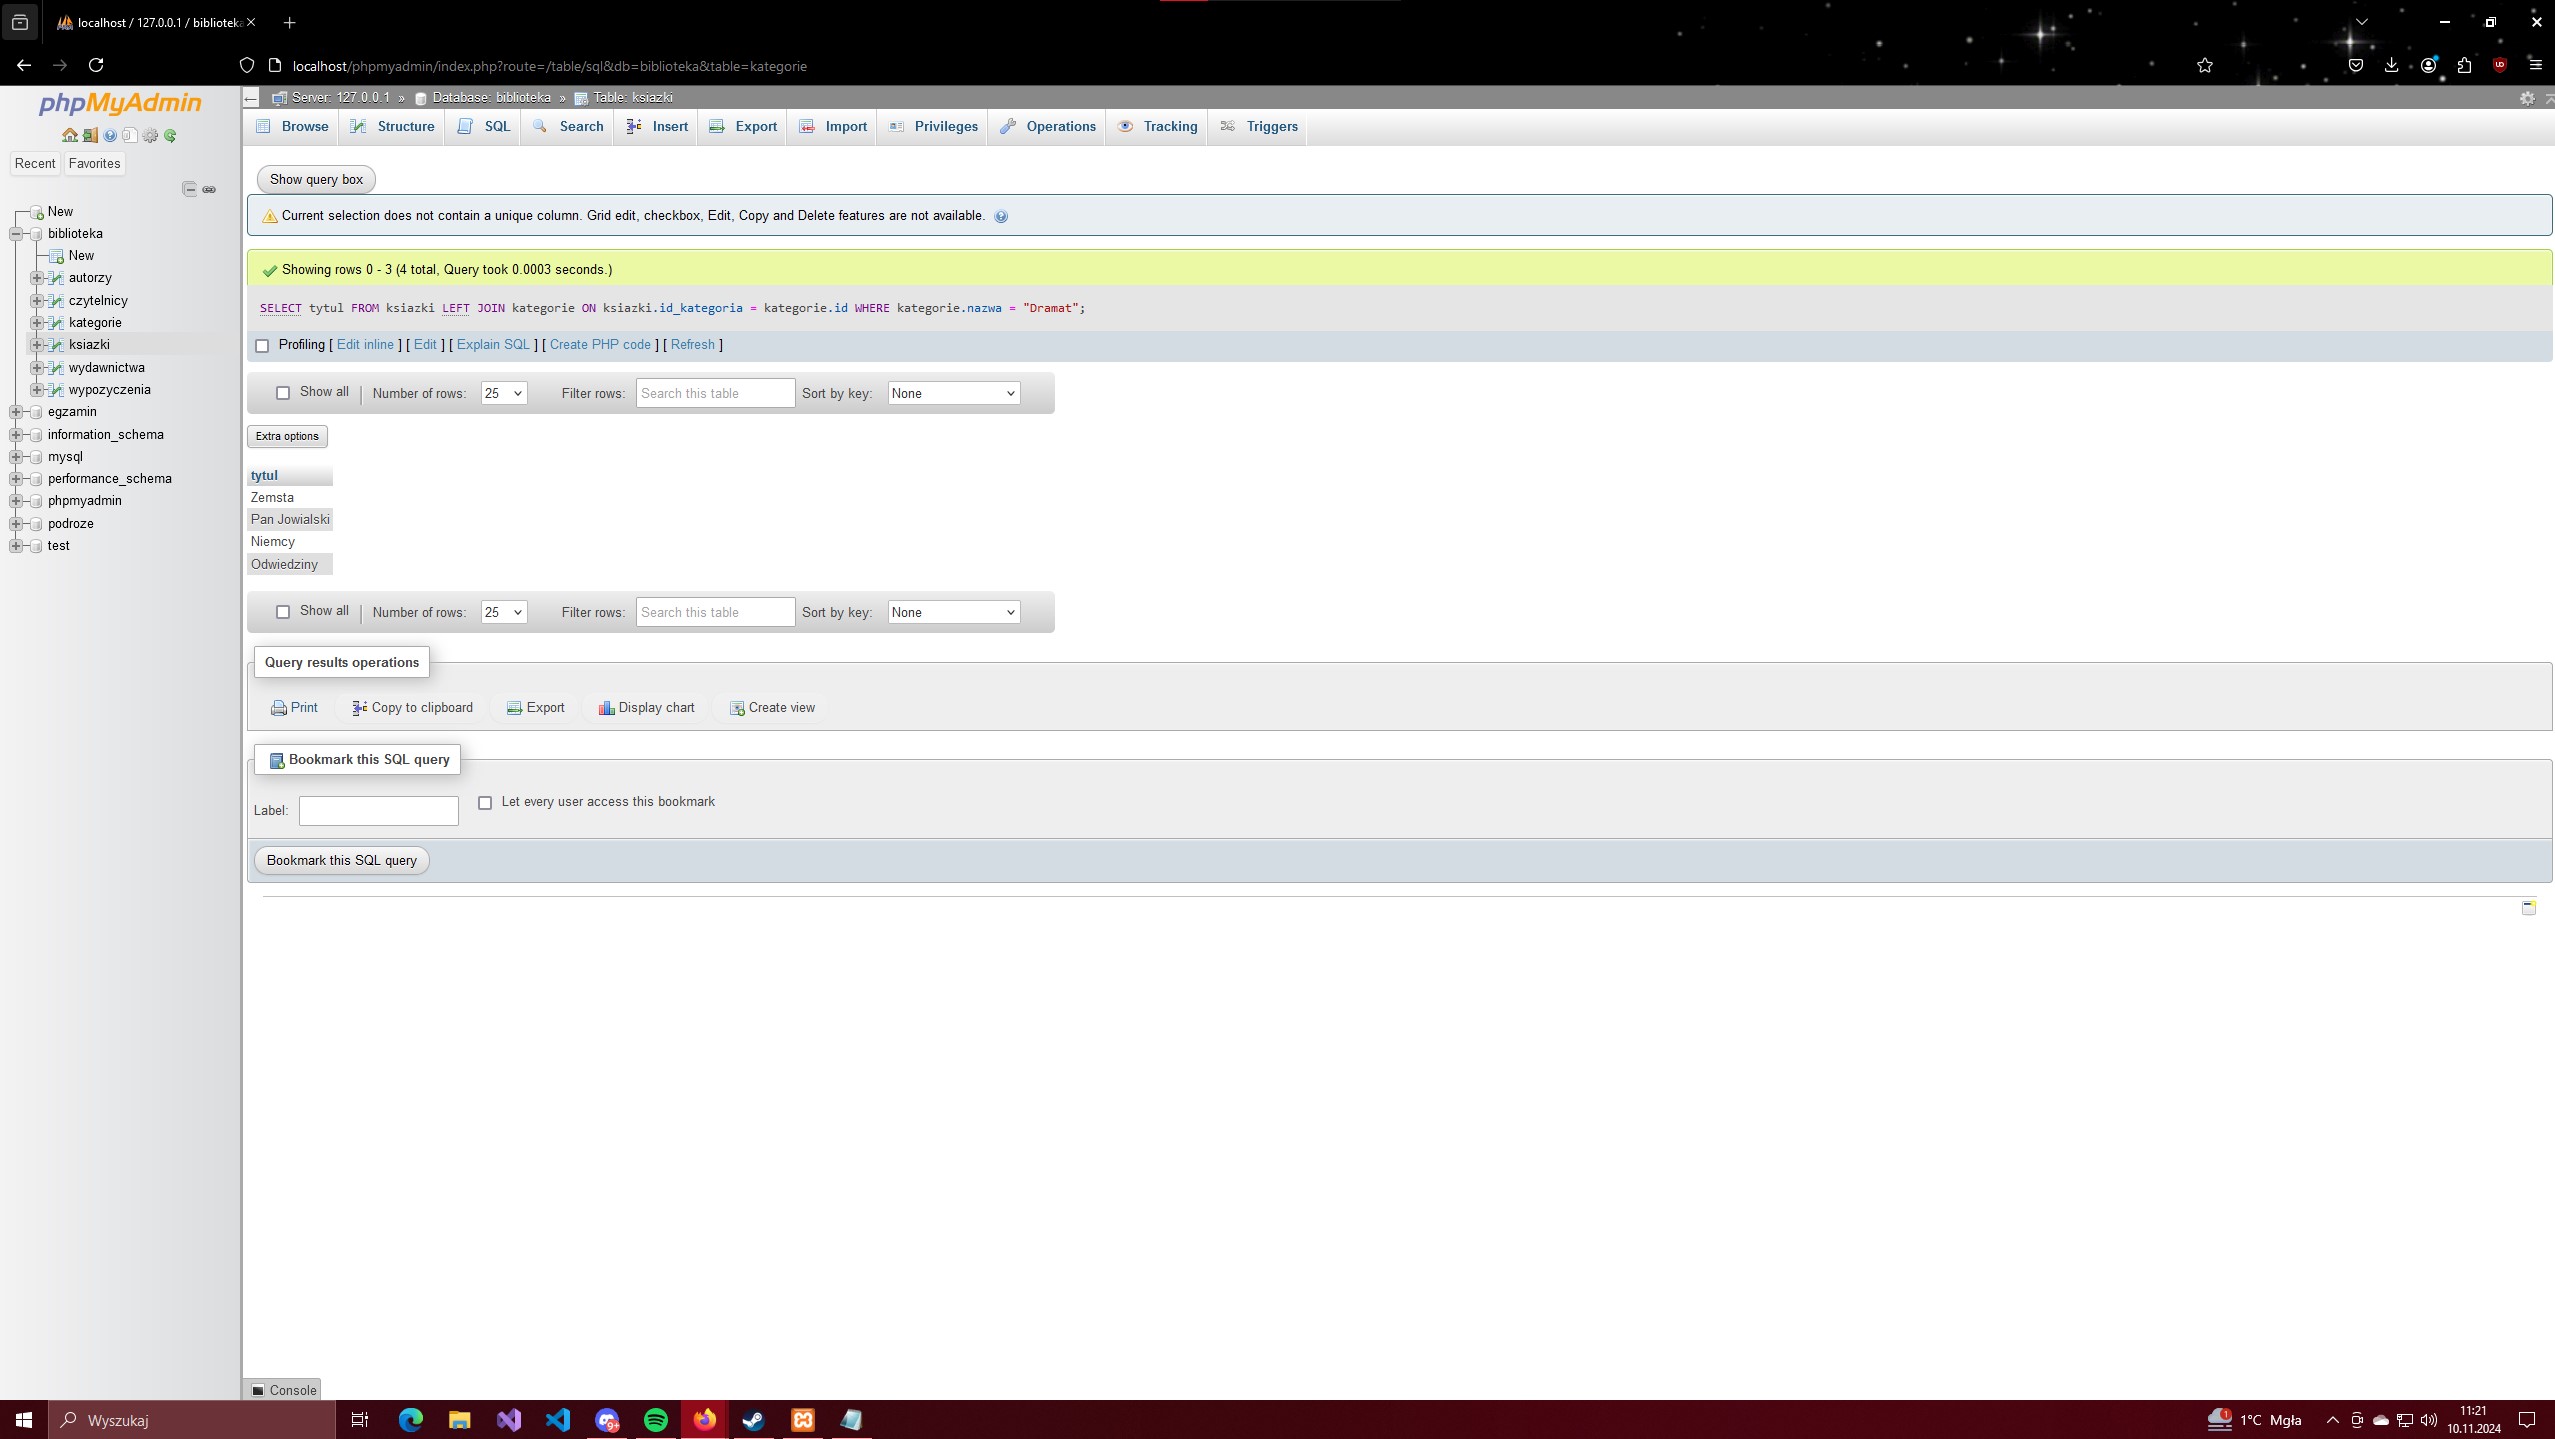 localhost / 127.0.0.1 / biblioteka
localhost/phpmyadmin/index.php?route=/table/sql&db=biblioteka&table=kategorie
phpMyAdmin
Recent
Favorites
New
biblioteka
New
autorzy
czytelnicy
kategorie
ksiazki
wydawnictwa
wypozyczenia
egzamin
information_schema
mysql
performance_schema
phpmyadmin
podroze
test
Server: 127.0.0.1 » Database: biblioteka » Table: ksiazki
Browse Structure SQL Search Insert Export Import Privileges Operations Tracking Triggers
Show query box
Current selection does not contain a unique column. Grid edit, checkbox, Edit, Copy and Delete features are not available.
Showing rows 0 - 3 (4 total, Query took 0.0003 seconds.)
SELECT tytul FROM ksiazki LEFT JOIN kategorie ON ksiazki.id_kategoria = kategorie.id WHERE kategorie.nazwa = "Dramat";
Profiling [ Edit inline ] [ Edit ] [ Explain SQL ] [ Create PHP code ] [ Refresh ]
Show all Number of rows: 25 Filter rows: Search this table Sort by key: None
Extra options
tytul
Zemsta
Pan Jowialski
Niemcy
Odwiedziny
Show all Number of rows: 25 Filter rows: Search this table Sort by key: None
Query results operations
Print Copy to clipboard Export Display chart Create view
Bookmark this SQL query
Label: Let every user access this bookmark
Bookmark this SQL query
Console
Wyszukaj
9+
1
1°C Mgła
11:21
10.11.2024